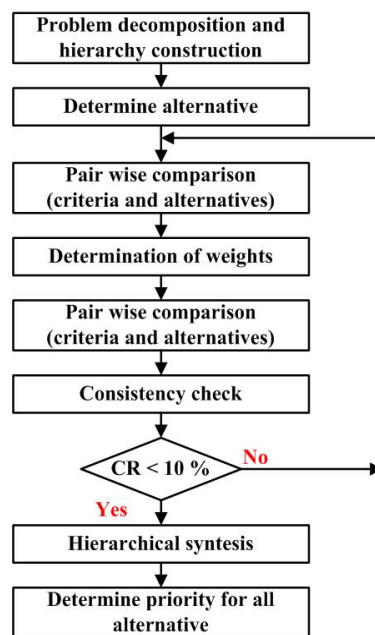 Problem decomposition and
hierarchy construction
Determine alternative
Pair wise comparison
(criteria and alternatives)
Determination of weights
Pair wise comparison
(criteria and alternatives)
Consistency check
CR < 10 %
No
Yes
Hierarchical syntesis
Determine priority for all
alternative